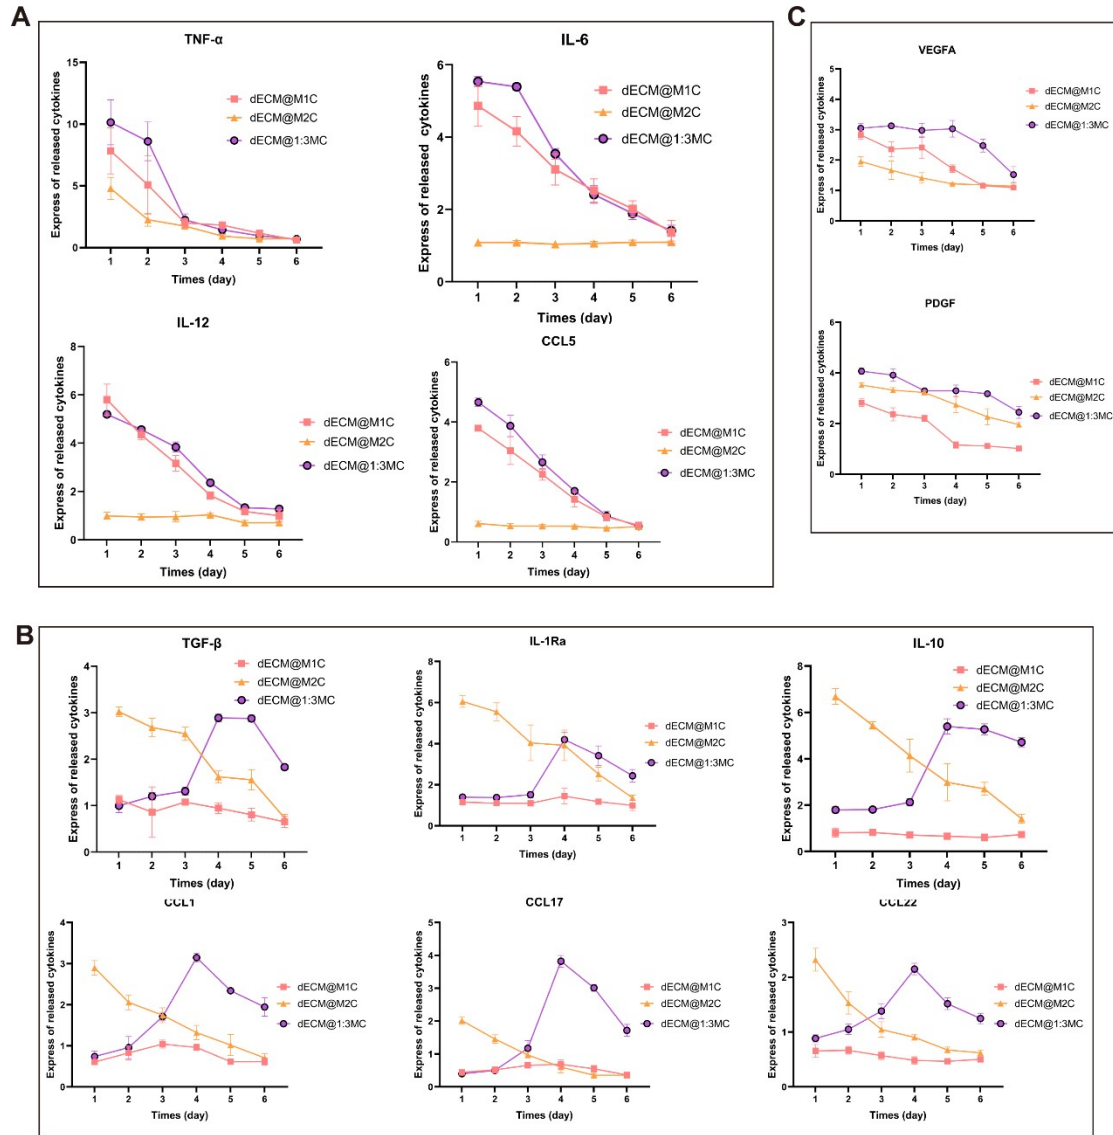 A
TNF-α
Express of released cytokines
15
10
5
0
1 2 3 4 5 6
Times (day)
dECM@M1C
dECM@M2C
dECM@1:3MC
IL-6
Express of released cytokines
6
4
2
0
1 2 3 4 5 6
Times (day)
dECM@M1C
dECM@M2C
dECM@1:3MC
IL-12
Express of released cytokines
8
6
4
2
0
1 2 3 4 5 6
Times (day)
dECM@M1C
dECM@M2C
dECM@1:3MC
CCL5
Express of released cytokines
6
4
2
0
1 2 3 4 5 6
Times (day)
dECM@M1C
dECM@M2C
dECM@1:3MC
C
VEGFA
Express of released cytokines
5
4
3
2
1
0
1 2 3 4 5 6
Times (day)
dECM@M1C
dECM@M2C
dECM@1:3MC
PDGF
Express of released cytokines
6
4
2
0
1 2 3 4 5 6
Times (day)
dECM@M1C
dECM@M2C
dECM@1:3MC
B
TGF-β
Express of released cytokines
4
3
2
1
0
1 2 3 4 5 6
Times (day)
dECM@M1C
dECM@M2C
dECM@1:3MC
IL-1Ra
Express of released cytokines
8
6
4
2
0
1 2 3 4 5 6
Times (day)
dECM@M1C
dECM@M2C
dECM@1:3MC
IL-10
Express of released cytokines
8
6
4
2
0
1 2 3 4 5 6
Times (day)
dECM@M1C
dECM@M2C
dECM@1:3MC
CCL1
Express of released cytokines
4
3
2
1
0
1 2 3 4 5 6
Times (day)
dECM@M1C
dECM@M2C
dECM@1:3MC
CCL17
Express of released cytokines
5
4
3
2
1
0
1 2 3 4 5 6
Times (day)
dECM@M1C
dECM@M2C
dECM@1:3MC
CCL22
Express of released cytokines
3
2
1
0
1 2 3 4 5 6
Times (day)
dECM@M1C
dECM@M2C
dECM@1:3MC